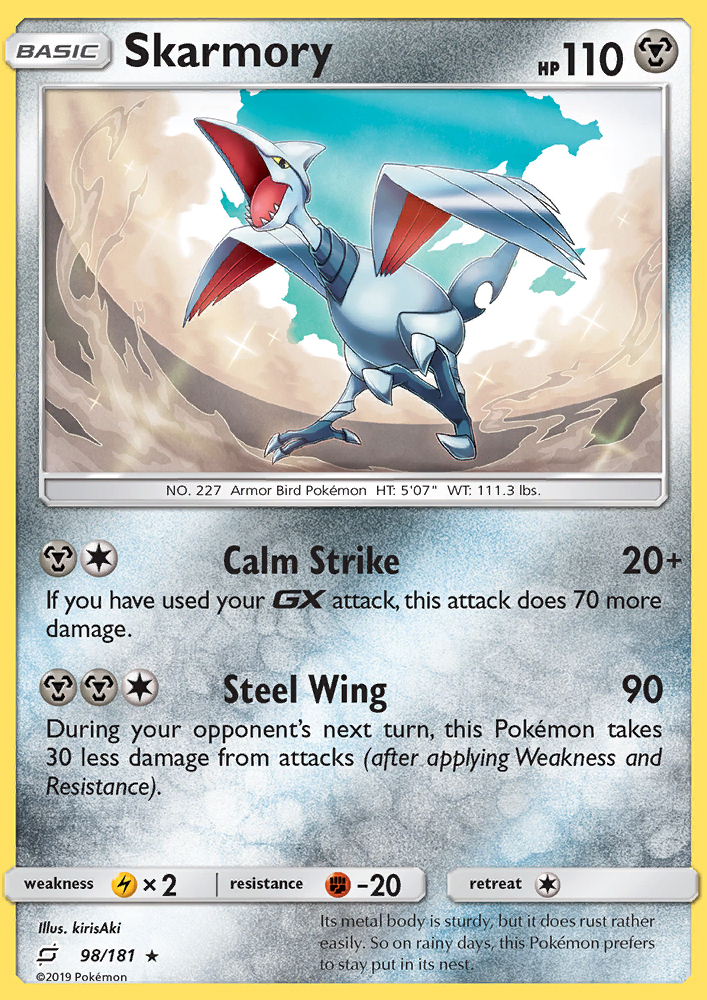 BASIC Skarmory HP 110
NO. 227 Armor Bird Pokémon HT: 5'07" WT: 111.3 lbs.
Calm Strike 20+
If you have used your GX attack, this attack does 70 more
damage.
Steel Wing 90
During your opponent's next turn, this Pokémon takes
30 less damage from attacks (after applying Weakness and
Resistance).
weakness ×2 resistance -20 retreat
Illus. kirisAki
98/181 ★
©2019 Pokémon
Its metal body is sturdy, but it does rust rather
easily. So on rainy days, this Pokémon prefers
to stay put in its nest.